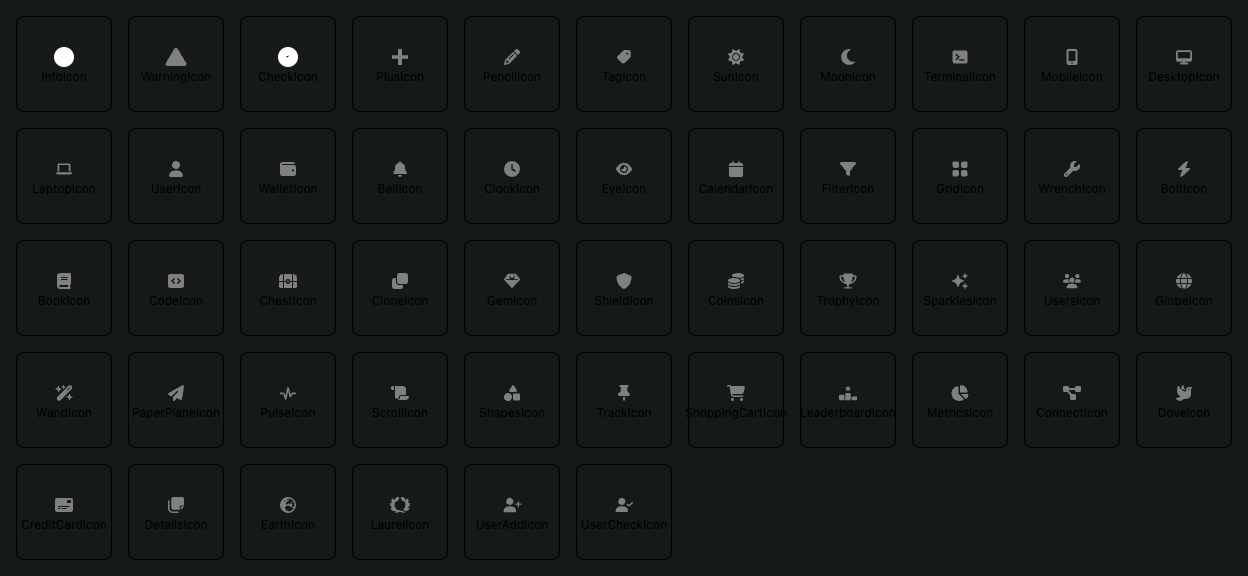 InfoIcon
WarningIcon
CheckIcon
PlusIcon
PencilIcon
TagIcon
SunIcon
MoonIcon
TerminalIcon
MobileIcon
DesktopIcon
LaptopIcon
UserIcon
WalletIcon
BellIcon
ClockIcon
EyeIcon
CalendarIcon
FilterIcon
GridIcon
WrenchIcon
BoltIcon
BookIcon
CodeIcon
ChestIcon
CloneIcon
GemIcon
ShieldIcon
CoinsIcon
TrophyIcon
SparklesIcon
UsersIcon
GlobeIcon
WandIcon
PaperPlaneIcon
PulseIcon
ScrollIcon
ShapesIcon
TrackIcon
ShoppingCartIcon
LeaderboardIcon
MetricsIcon
ConnectIcon
DoveIcon
CreditCardIcon
DetailsIcon
EarthIcon
LaurelIcon
UserAddIcon
UserCheckIcon